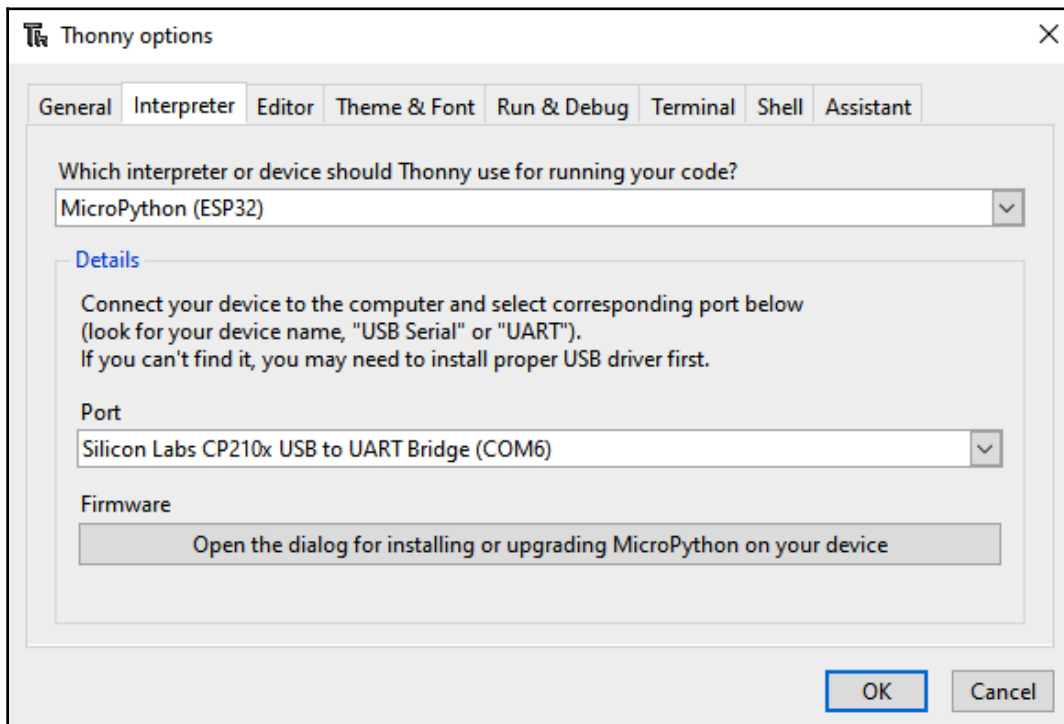 Thonny options
General Interpreter Editor Theme & Font Run & Debug Terminal Shell Assistant
Which interpreter or device should Thonny use for running your code?
MicroPython (ESP32)
Details
Connect your device to the computer and select corresponding port below
(look for your device name, "USB Serial" or "UART").
If you can't find it, you may need to install proper USB driver first.
Port
Silicon Labs CP210x USB to UART Bridge (COM6)
Firmware
Open the dialog for installing or upgrading MicroPython on your device
OK Cancel